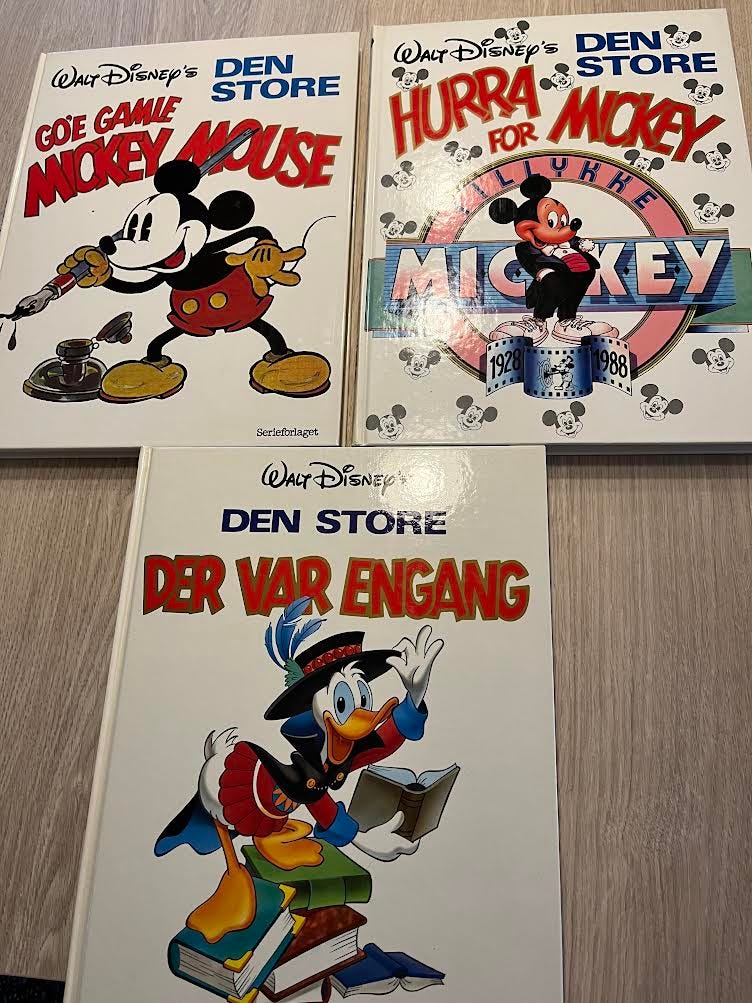 Walt Disney's
DEN
STORE
GO'E GAMLE
MICKEY MOUSE
Serieforlaget
Walt Disney's
DEN
STORE
HURRA
FOR MICKEY
TILLYKKE
MICKEY
1928 1988
Walt Disney's
DEN STORE
DER VAR ENGANG